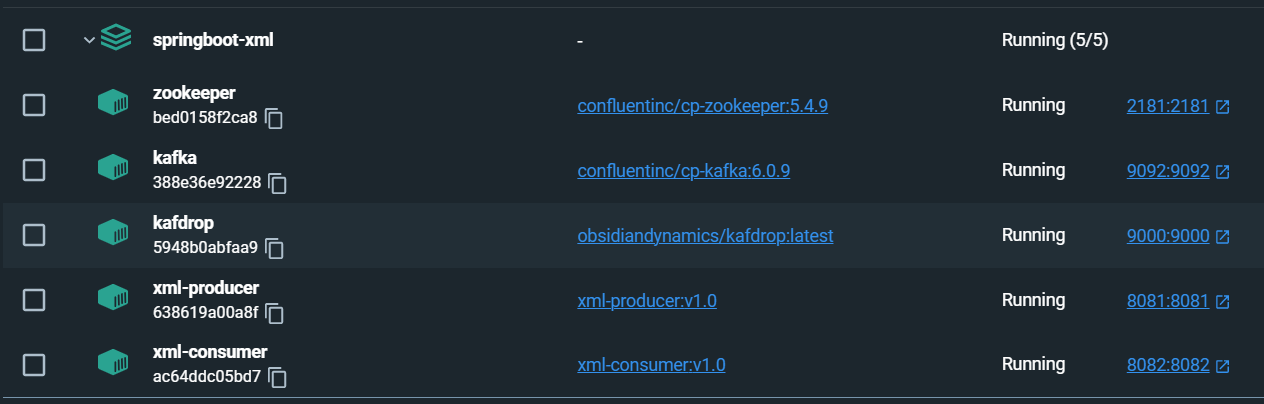 springboot-xml - Running (5/5)
zookeeper
bed0158f2ca8 confluentinc/cp-zookeeper:5.4.9 Running 2181:2181
kafka
388e36e92228 confluentinc/cp-kafka:6.0.9 Running 9092:9092
kafdrop
5948b0abfaa9 obsidiandynamics/kafdrop:latest Running 9000:9000
xml-producer
638619a00a8f xml-producer:v1.0 Running 8081:8081
xml-consumer
ac64ddc05bd7 xml-consumer:v1.0 Running 8082:8082